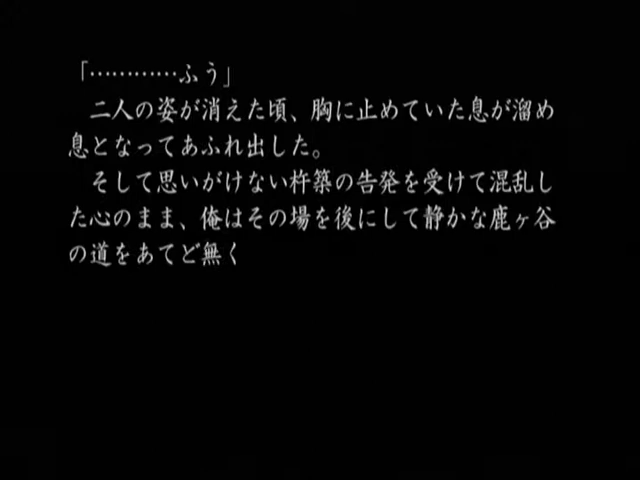 「…………ふう」
　二人の姿が消えた頃、胸に止めていた息が溜め
息となってあふれ出した。
　そして思いがけない杵築の告発を受けて混乱し
た心のまま、俺はその場を後にして静かな鹿ヶ谷
の道をあてど無く